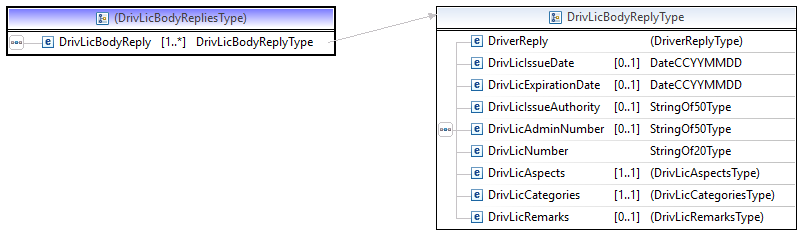 (DrivLicBodyRepliesType)
DrivLicBodyReply [1..*] DrivLicBodyReplyType
DrivLicBodyReplyType
DriverReply (DriverReplyType)
DrivLicIssueDate [0..1] DateCCYYMMDD
DrivLicExpirationDate [0..1] DateCCYYMMDD
DrivLicIssueAuthority [0..1] StringOf50Type
DrivLicAdminNumber [0..1] StringOf50Type
DrivLicNumber StringOf20Type
DrivLicAspects [1..1] (DrivLicAspectsType)
DrivLicCategories [1..1] (DrivLicCategoriesType)
DrivLicRemarks [0..1] (DrivLicRemarksType)